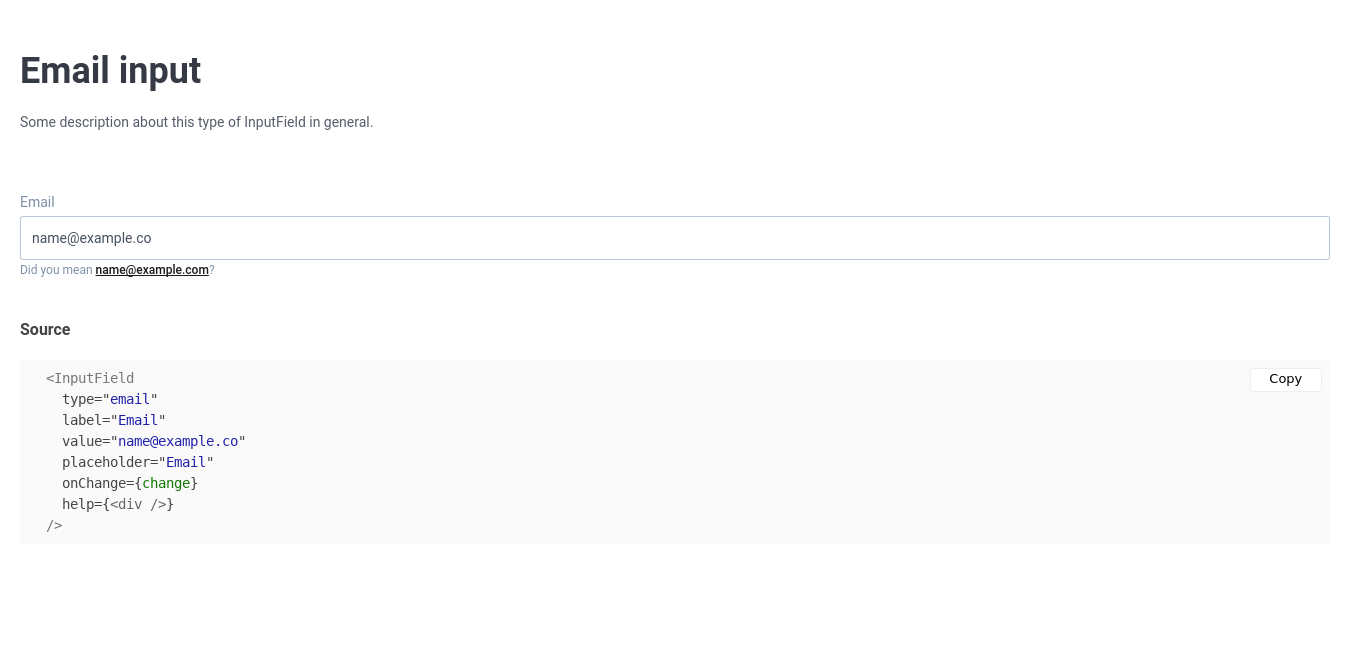 Email input
Some description about this type of InputField in general.
Email
name@example.co
Did you mean name@example.com?
Source
Copy
<InputField
type="email"
label="Email"
value="name@example.co"
placeholder="Email"
onChange={change}
help={<div />}
/>